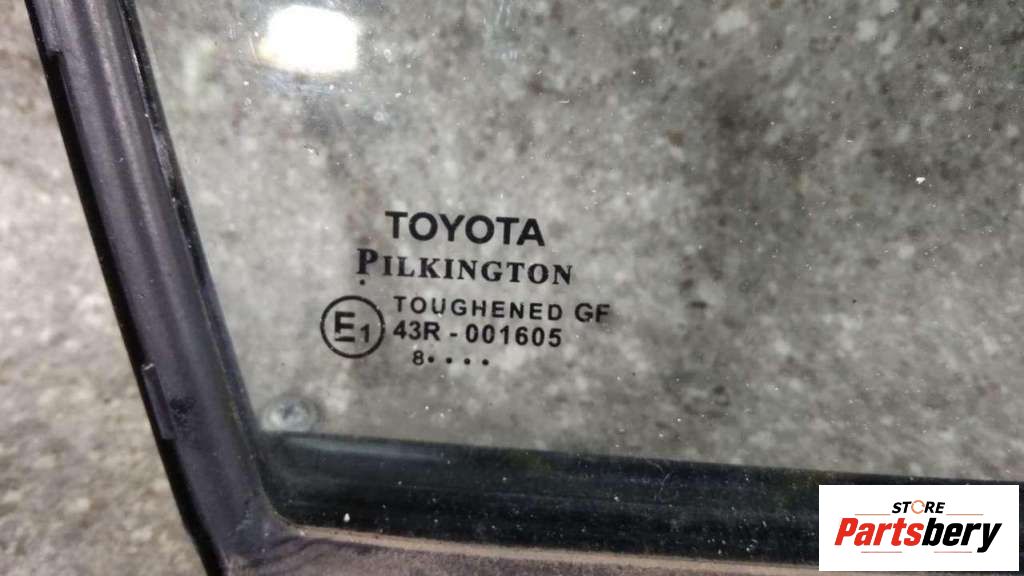 TOYOTA
PILKINGTON
TOUGHENED GF
E1 43R - 001605
8• • • •
STORE
Partsbery